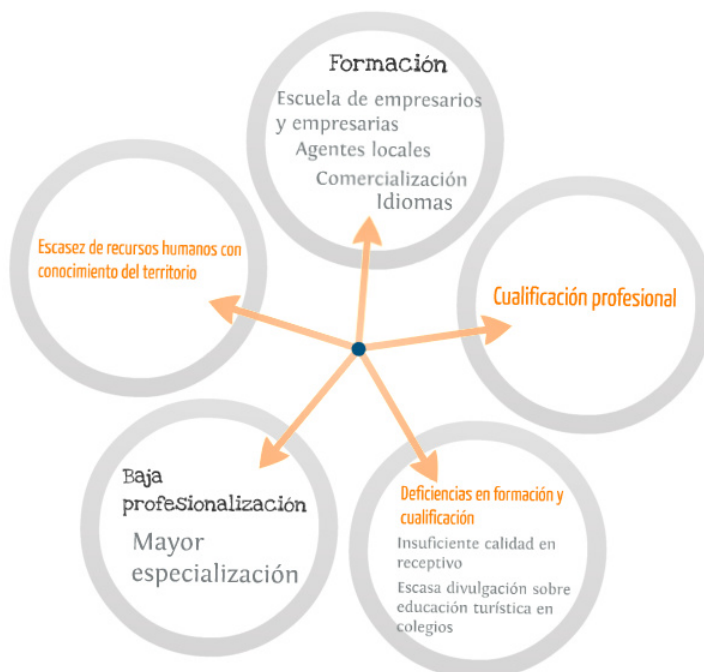 Formación
Escuela de empresarios
y empresarias
Agentes locales
Comercialización
Idiomas
Escasez de recursos humanos con
conocimiento del territorio
Cualificación profesional
Baja
profesionalización
Mayor
especialización
Deficiencias en formación y
cualificación
Insuficiente calidad en
receptivo
Escasa divulgación sobre
educación turística en
colegios